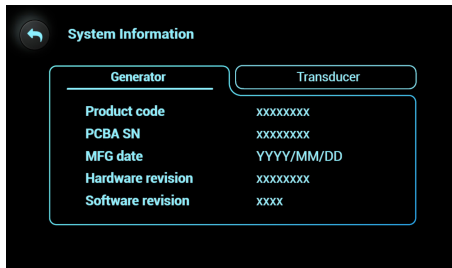 System Information
Generator Transducer
Product code xxxxxxxx
PCBA SN xxxxxxxx
MFG date YYYY/MM/DD
Hardware revision xxxxxxxx
Software revision xxxx